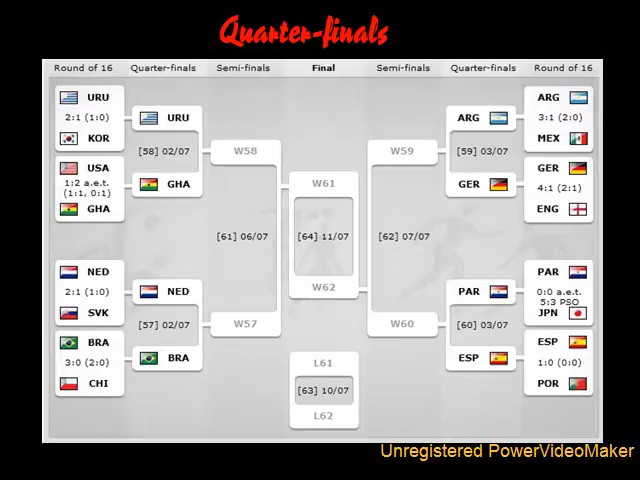 Quarter-finals
Round of 16 Quarter-finals Semi-finals Final Semi-finals Quarter-finals Round of 16
URU
2:1 (1:0)
KOR
URU
[58] 02/07
GHA
USA
1:2 a.e.t.
(1:1, 0:1)
GHA
W58
[61] 06/07
W57
NED
2:1 (1:0)
SVK
NED
[57] 02/07
BRA
BRA
3:0 (2:0)
CHI
W61
[64] 11/07
W62
L61
[63] 10/07
L62
W59
[62] 07/07
W60
ARG
[59] 03/07
GER
ARG
3:1 (2:0)
MEX
GER
4:1 (2:1)
ENG
PAR
[60] 03/07
ESP
PAR
0:0 a.e.t.
5:3 PSO
JPN
ESP
1:0 (0:0)
POR
Unregistered PowerVideoMaker